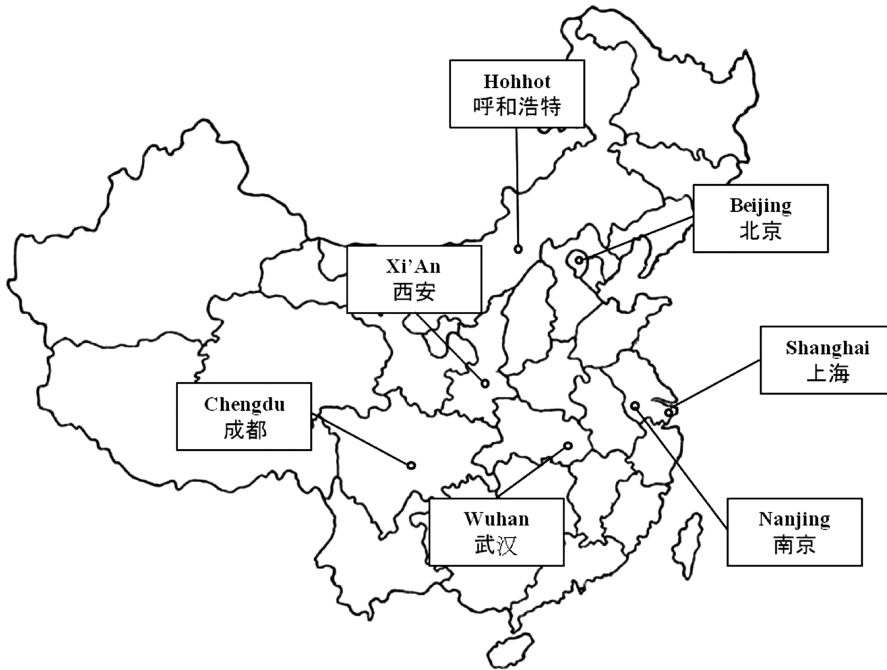 Hohhot
呼和浩特
Beijing
北京
Xi’An
西安
Shanghai
上海
Chengdu
成都
Wuhan
武汉
Nanjing
南京